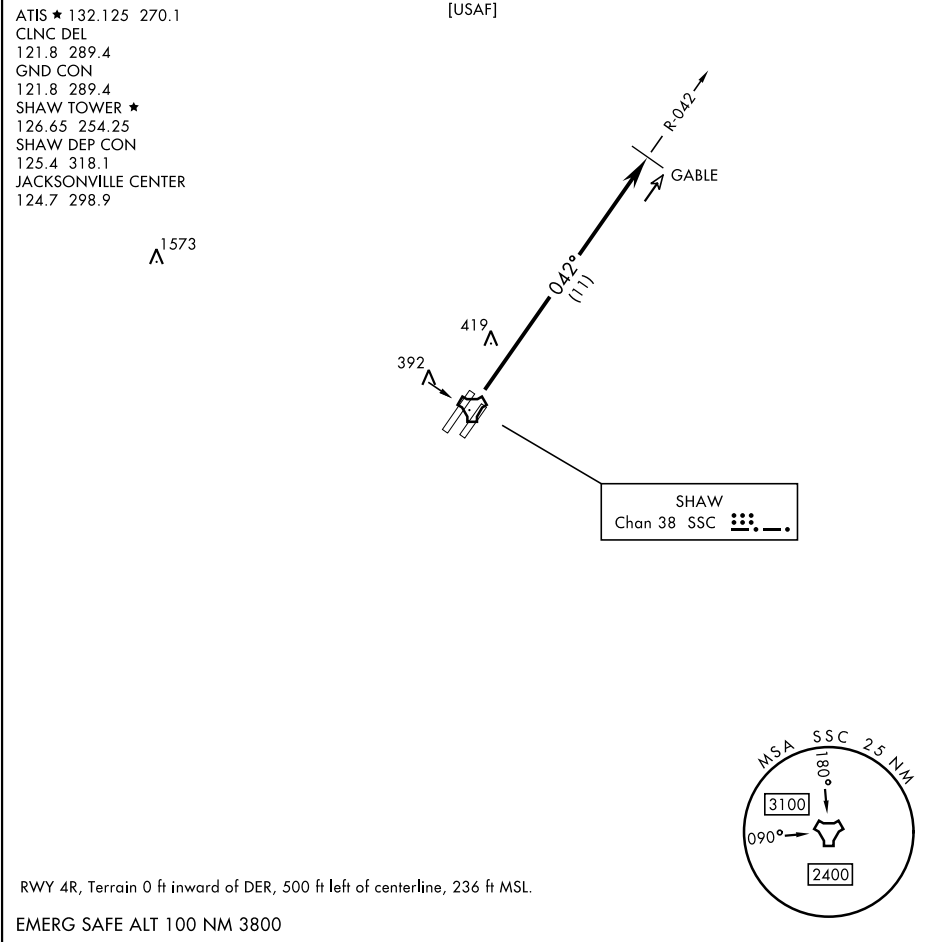 ATIS ★ 132.125 270.1
CLNC DEL
121.8 289.4
GND CON
121.8 289.4
SHAW TOWER ★
126.65 254.25
SHAW DEP CON
125.4 318.1
JACKSONVILLE CENTER
124.7 298.9
[USAF]
R-042
GABLE
1573
042°
(11)
419
392
SHAW
Chan 38 SSC
MSA SSC 25 NM
180°
3100
090°
2400
RWY 4R, Terrain 0 ft inward of DER, 500 ft left of centerline, 236 ft MSL.
EMERG SAFE ALT 100 NM 3800